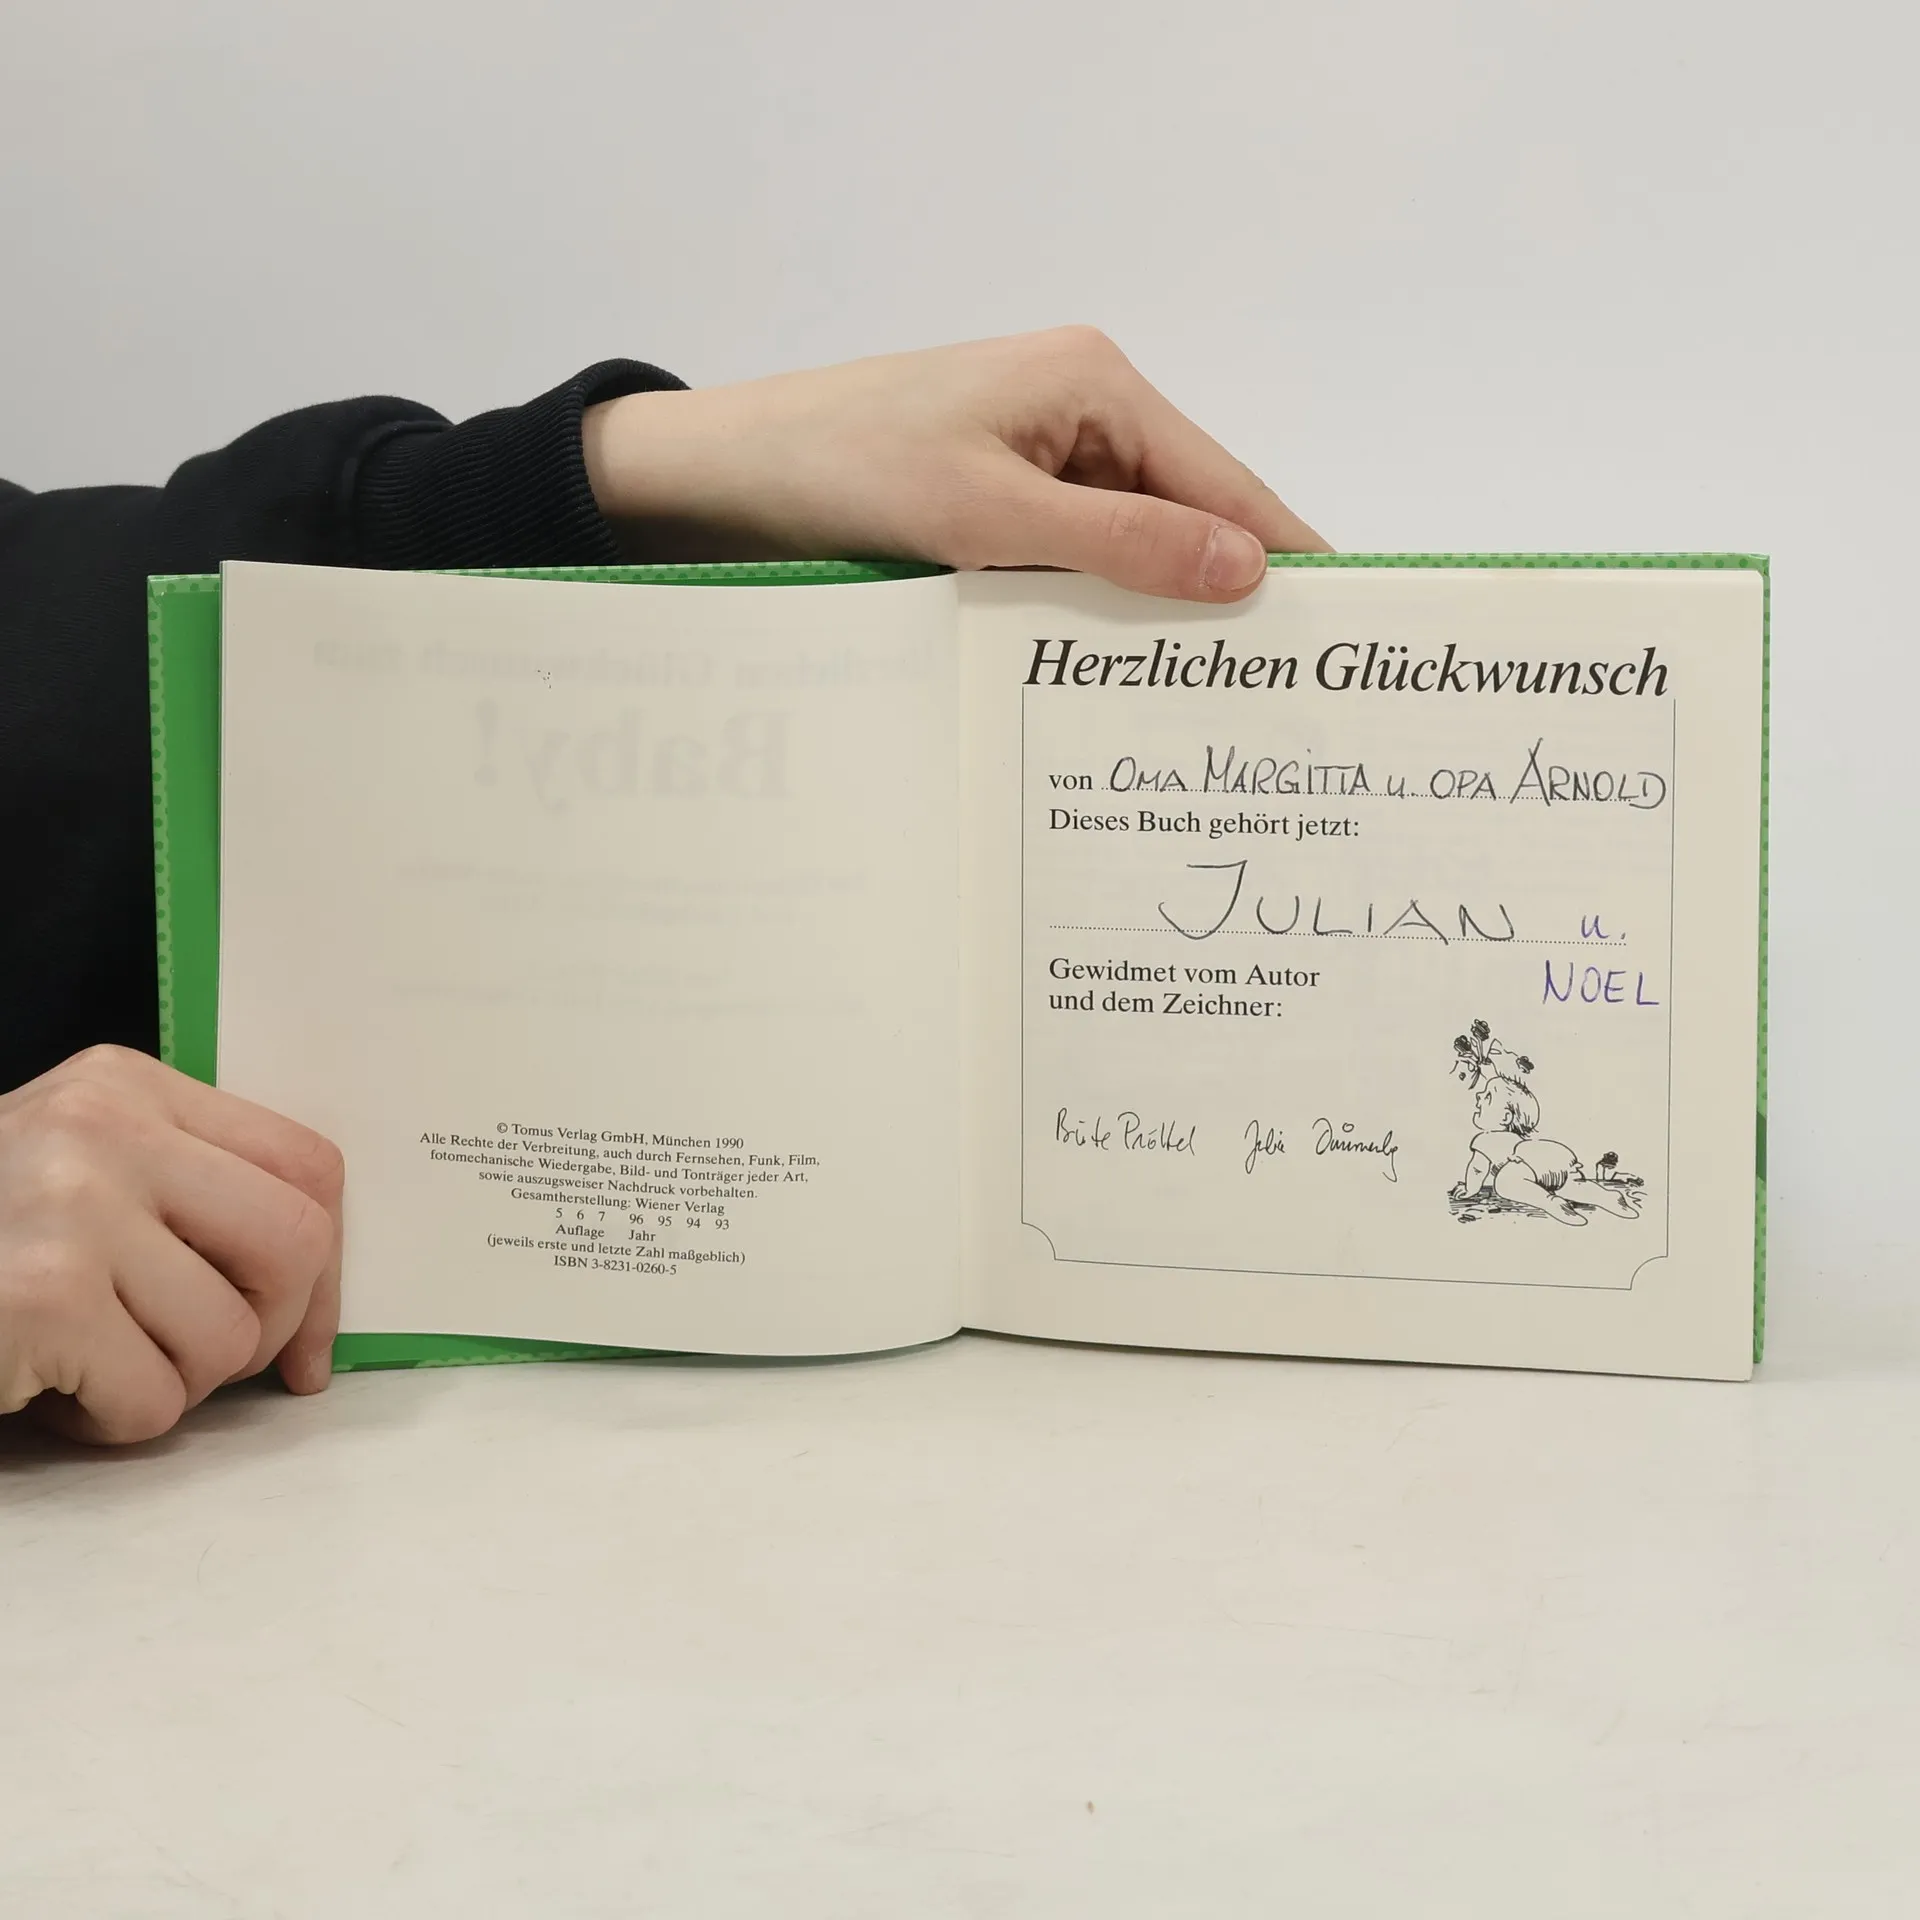 © Tomus Verlag GmbH, München 1990
Alle Rechte der Verbreitung, auch durch Fernsehen, Funk, Film,
fotomechanische Wiedergabe, Bild- und Tonträger jeder Art,
sowie auszugsweiser Nachdruck vorbehalten.
Gesamtherstellung: Wiener Verlag
5 6 7 96 95 94 93
Auflage Jahr
(jeweils erste und letzte Zahl maßgeblich)
ISBN 3-8231-0260-5
Herzlichen Glückwunsch
von OMA MARGITTA u. OPA ARNOLD
Dieses Buch gehört jetzt:
JULIAN u.
NOEL
Gewidmet vom Autor
und dem Zeichner: